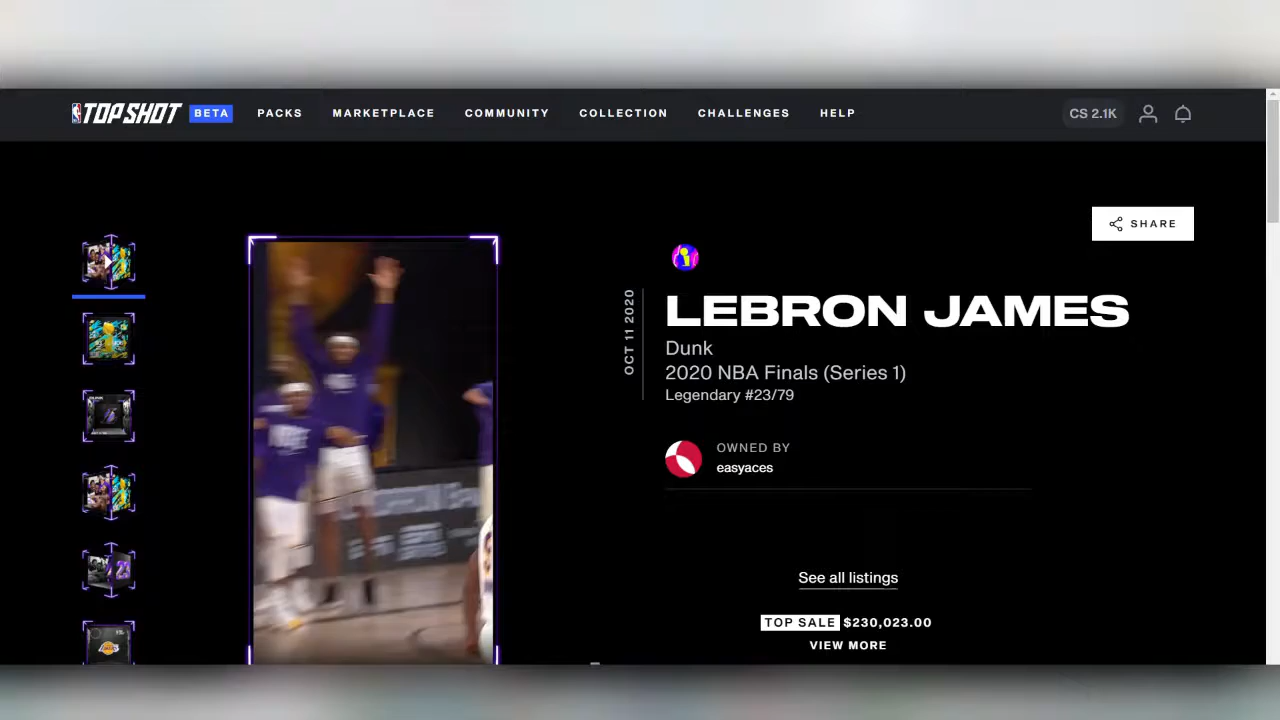 TOP SHOT BETA PACKS MARKETPLACE COMMUNITY COLLECTION CHALLENGES HELP CS 2.1K
SHARE
OCT 11 2020
LEBRON JAMES
Dunk
2020 NBA Finals (Series 1)
Legendary #23/79
OWNED BY
easyaces
See all listings
TOP SALE $230,023.00
VIEW MORE